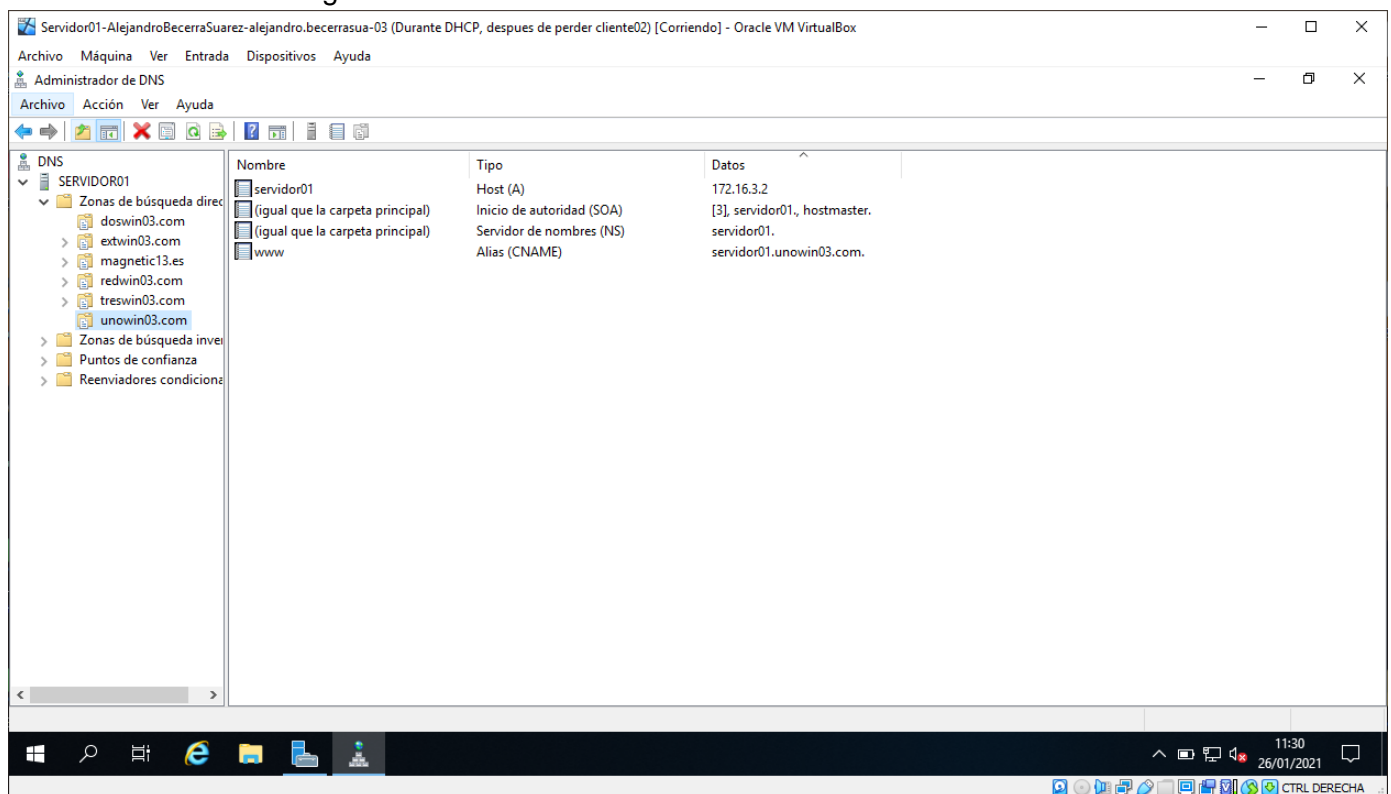 Servidor01-AlejandroBecerraSuarez-alejandro.becerrasua-03 (Durante DHCP, despues de perder cliente02) [Corriendo] - Oracle VM VirtualBox
Archivo Máquina Ver Entrada Dispositivos Ayuda
Administrador de DNS
Archivo Acción Ver Ayuda
DNS
SERVIDOR01
Zonas de búsqueda direc
doswin03.com
extwin03.com
magnetic13.es
redwin03.com
treswin03.com
unowin03.com
Zonas de búsqueda inver
Puntos de confianza
Reenviadores condiciona
Nombre Tipo Datos
servidor01 Host (A) 172.16.3.2
(igual que la carpeta principal) Inicio de autoridad (SOA) [3], servidor01., hostmaster.
(igual que la carpeta principal) Servidor de nombres (NS) servidor01.
www Alias (CNAME) servidor01.unowin03.com.
11:30
26/01/2021
CTRL DERECHA